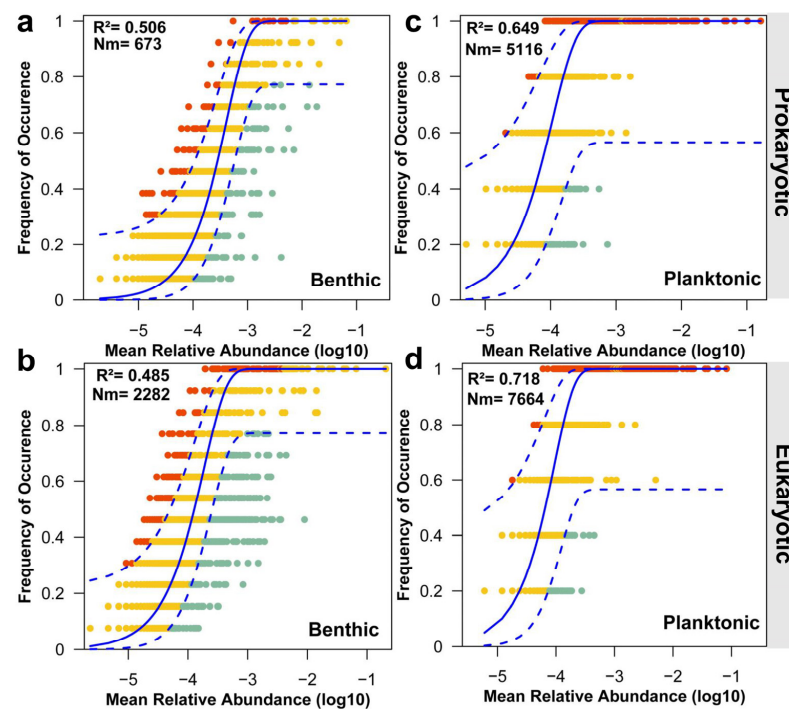 a
R²= 0.506
Nm= 673
Frequency of Occurence
1
0.8
0.6
0.4
0.2
0
Benthic
−5 −4 −3 −2 −1
Mean Relative Abundance (log10)
c
R²= 0.649
Nm= 5116
Frequency of Occurence
1
0.8
0.6
0.4
0.2
0
Planktonic
−5 −4 −3 −2 −1
Mean Relative Abundance (log10)
Prokaryotic
b
R²= 0.485
Nm= 2282
Frequency of Occurence
1
0.8
0.6
0.4
0.2
0
Benthic
−5 −4 −3 −2 −1
Mean Relative Abundance (log10)
d
R²= 0.718
Nm= 7664
Frequency of Occurence
1
0.8
0.6
0.4
0.2
0
Planktonic
−5 −4 −3 −2 −1
Mean Relative Abundance (log10)
Eukaryotic